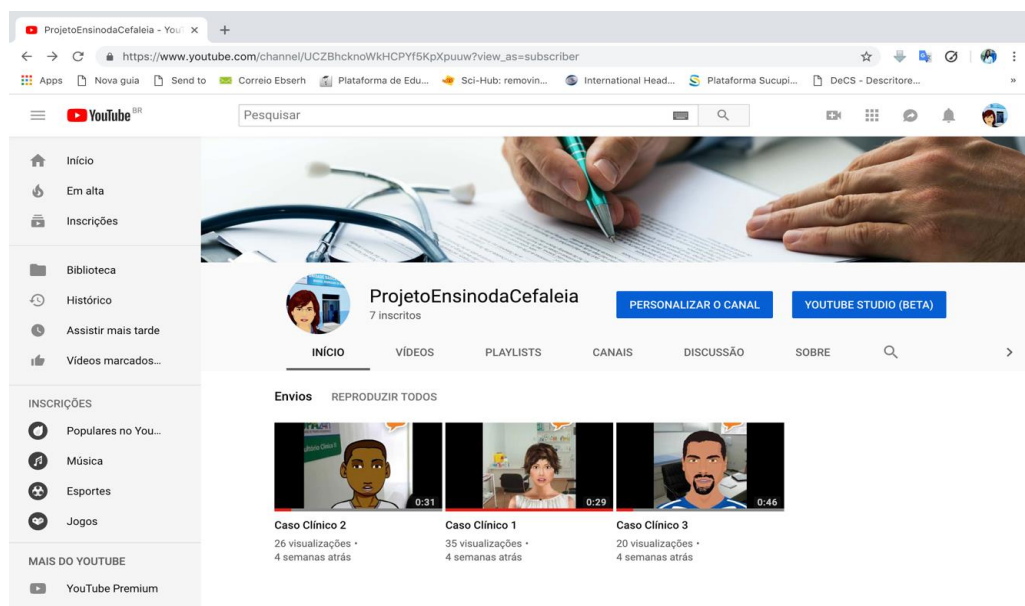 ProjetoEnsinodaCefaleia - You
https://www.youtube.com/channel/UCZBhcknoWkHCPYf5KpXpuuw?view_as=subscriber
Apps Nova guia Send to Correio Ebserh Plataforma de Edu... Sci-Hub: removin... International Head... Plataforma Sucupi... DeCS - Descritore... »
YouTube BR Pesquisar
Início
Em alta
Inscrições
Biblioteca
Histórico
Assistir mais tarde
Vídeos marcados...
INSCRIÇÕES
Populares no You...
Música
Esportes
Jogos
MAIS DO YOUTUBE
YouTube Premium
ProjetoEnsinodaCefaleia
7 inscritos
PERSONALIZAR O CANAL YOUTUBE STUDIO (BETA)
INÍCIO VÍDEOS PLAYLISTS CANAIS DISCUSSÃO SOBRE
Envios REPRODUZIR TODOS
0:31 0:29 0:46
Caso Clínico 2 Caso Clínico 1 Caso Clínico 3
26 visualizações • 35 visualizações • 20 visualizações •
4 semanas atrás 4 semanas atrás 4 semanas atrás